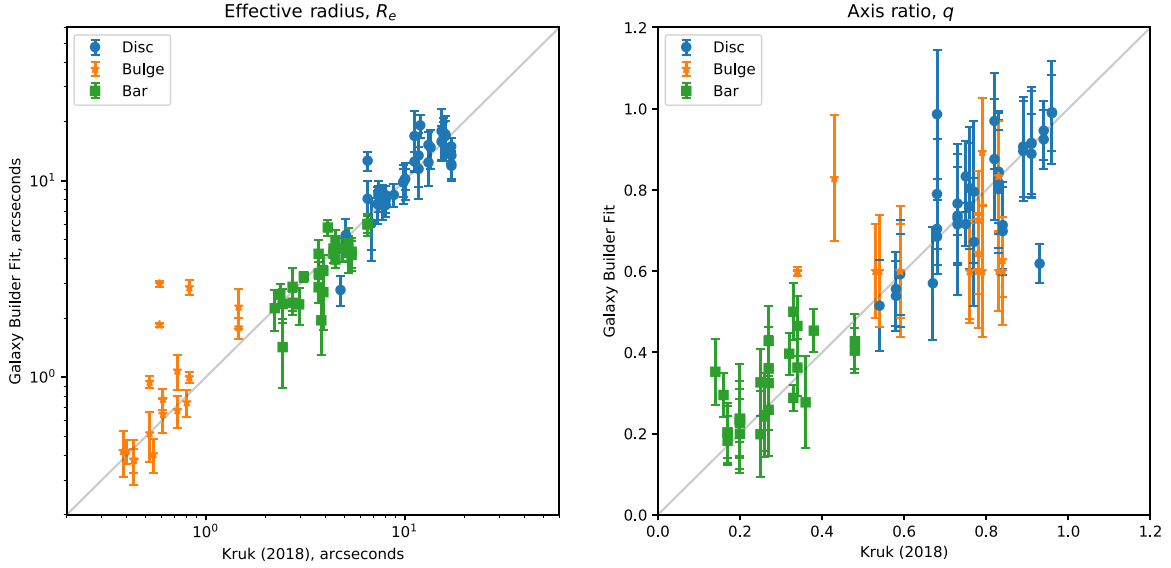 Effective radius, Rₑ
Disc
Bulge
Bar
10¹
10⁰
Galaxy Builder Fit, arcseconds
10⁰
10¹
Kruk (2018), arcseconds
Axis ratio, q
Disc
Bulge
Bar
1.2
1.0
0.8
0.6
0.4
0.2
0.0
Galaxy Builder Fit
0.0 0.2 0.4 0.6 0.8 1.0 1.2
Kruk (2018)